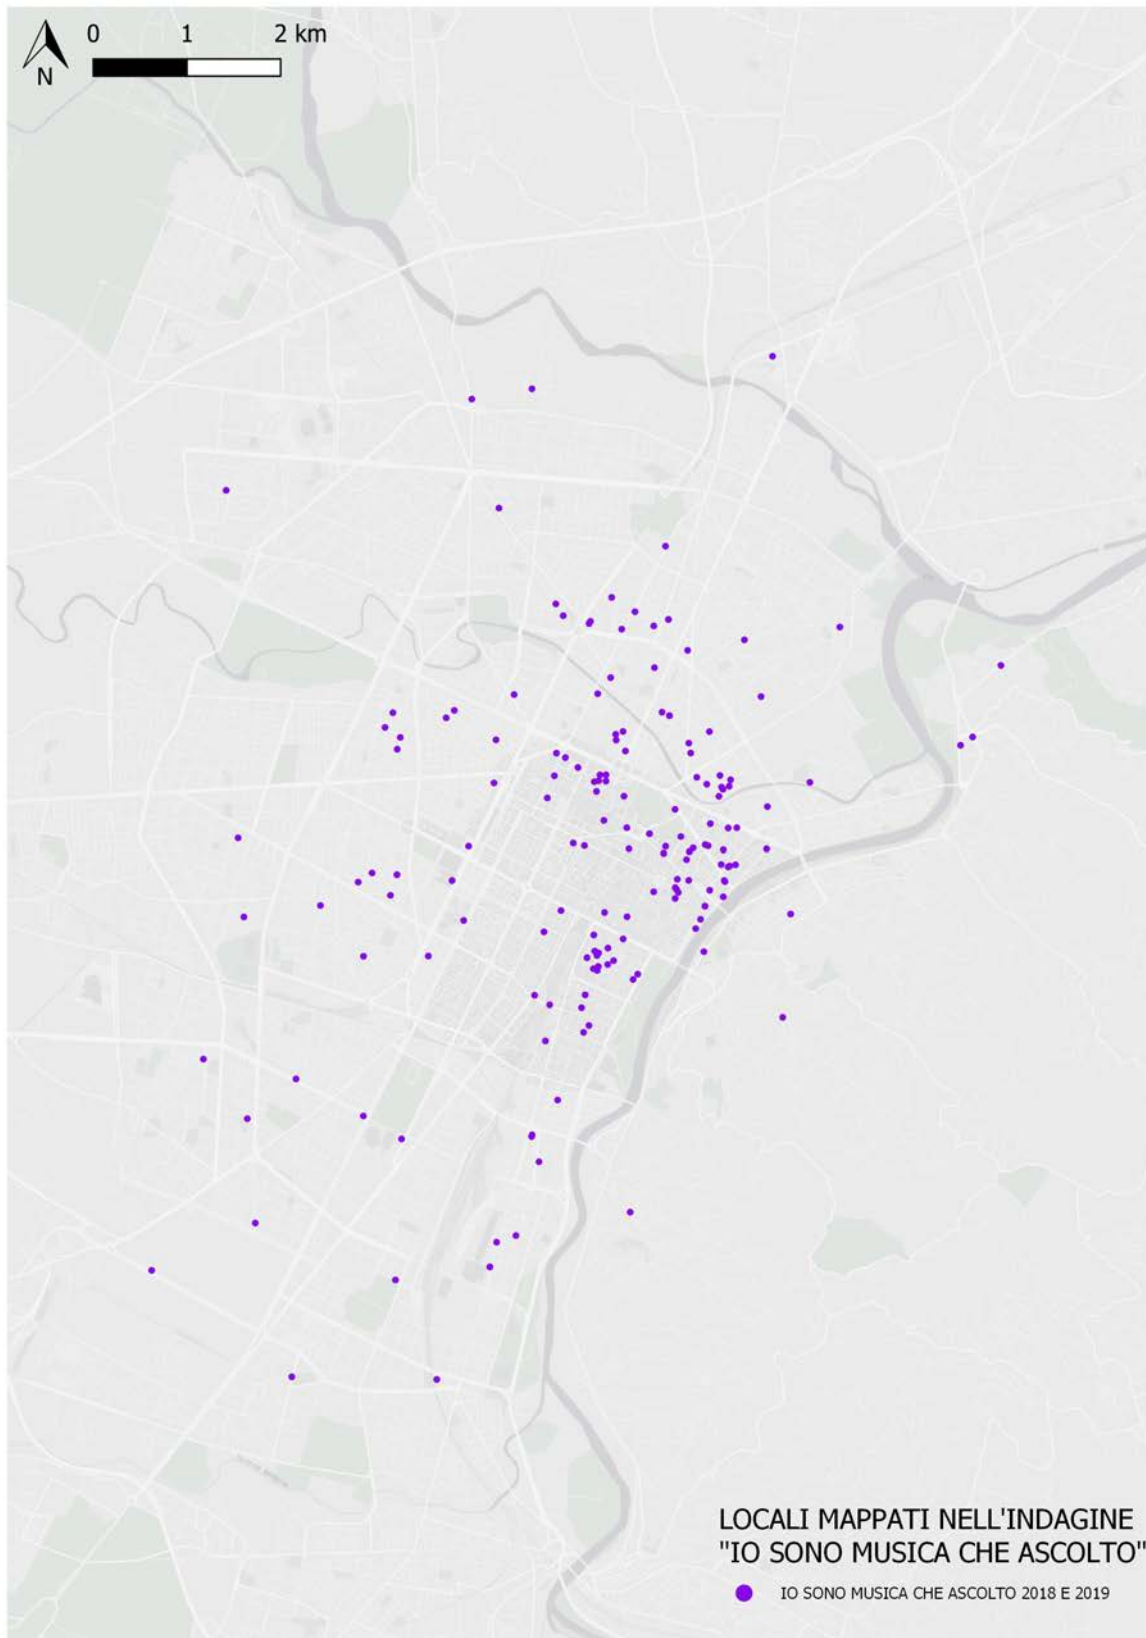 0 1 2 km
N
LOCALI MAPPATI NELL'INDAGINE
"IO SONO MUSICA CHE ASCOLTO"
IO SONO MUSICA CHE ASCOLTO 2018 E 2019